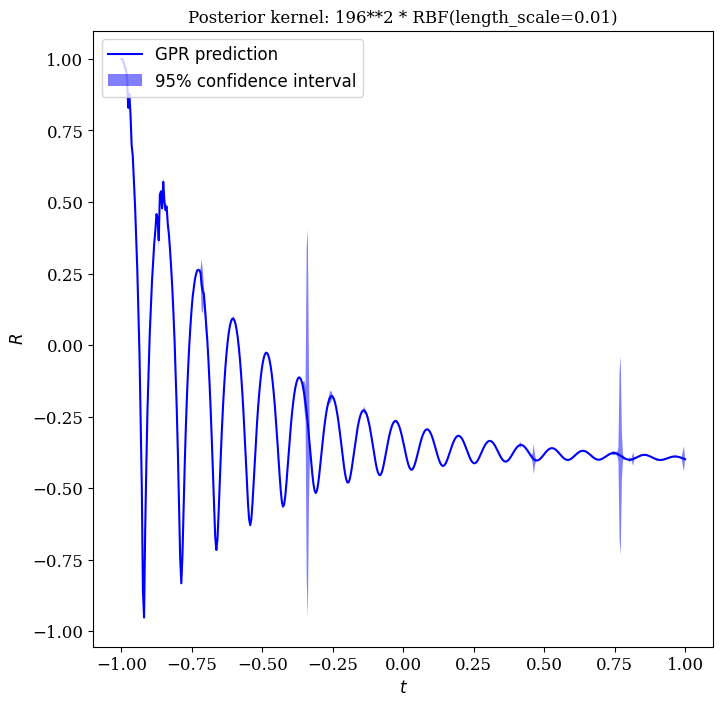 Posterior kernel: 196**2 * RBF(length_scale=0.01)
GPR prediction
95% confidence interval
1.00
0.75
0.50
0.25
0.00
−0.25
−0.50
−0.75
−1.00
R
−1.00 −0.75 −0.50 −0.25 0.00 0.25 0.50 0.75 1.00
t